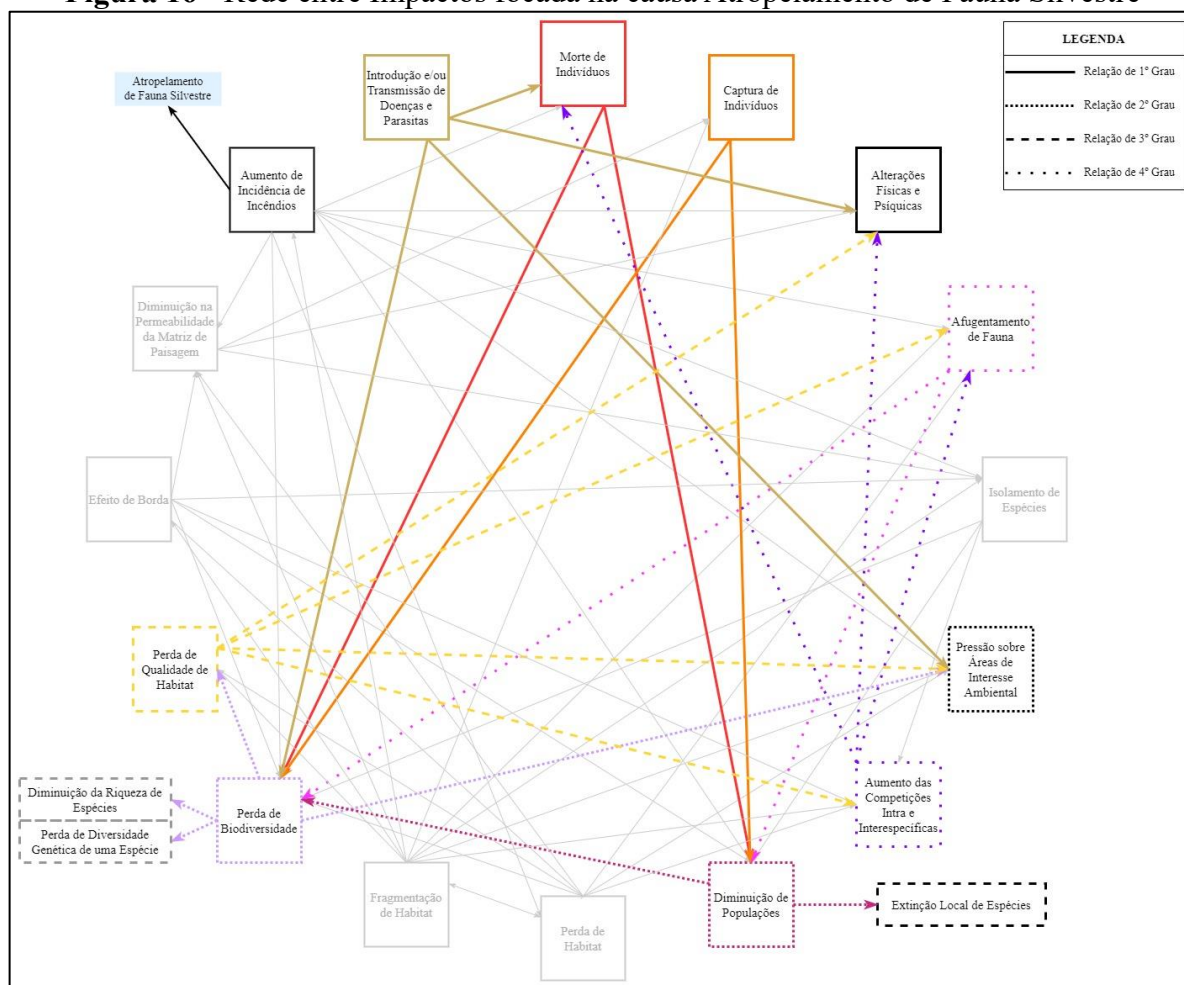 Figura 16 - Rede entre Impactos focada na causa Atropelamento de Fauna Silvestre
LEGENDA
Relação de 1º Grau
Relação de 2º Grau
Relação de 3º Grau
Relação de 4º Grau
Morte de
Indivíduos
Introdução e/ou
Transmissão de
Doenças e
Parasitas
Captura de
Indivíduos
Atropelamento
de Fauna Silvestre
Aumento de
Incidência de
Incêndios
Alterações
Físicas e
Psíquicas
Diminuição na
Permeabilidade
da Matriz de
Paisagem
Afugentamento
de Fauna
Efeito de Borda
Isolamento de
Espécies
Perda de
Qualidade de
Habitat
Pressão sobre
Áreas de
Interesse
Ambiental
Diminuição da Riqueza de
Espécies
Perda de Diversidade
Genética de uma Espécie
Perda de
Biodiversidade
Aumento das
Competições
Intra e
Interespecíficas
Fragmentação
de Habitat
Perda de
Habitat
Diminuição de
Populações
Extinção Local de Espécies